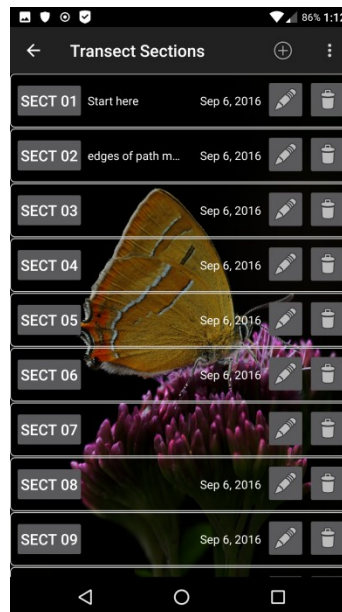 86% 1:12
Transect Sections
SECT 01 Start here Sep 6, 2016
SECT 02 edges of path m... Sep 6, 2016
SECT 03 Sep 6, 2016
SECT 04 Sep 6, 2016
SECT 05 Sep 6, 2016
SECT 06 Sep 6, 2016
SECT 07 Sep 6, 2016
SECT 08 Sep 6, 2016
SECT 09 Sep 6, 2016